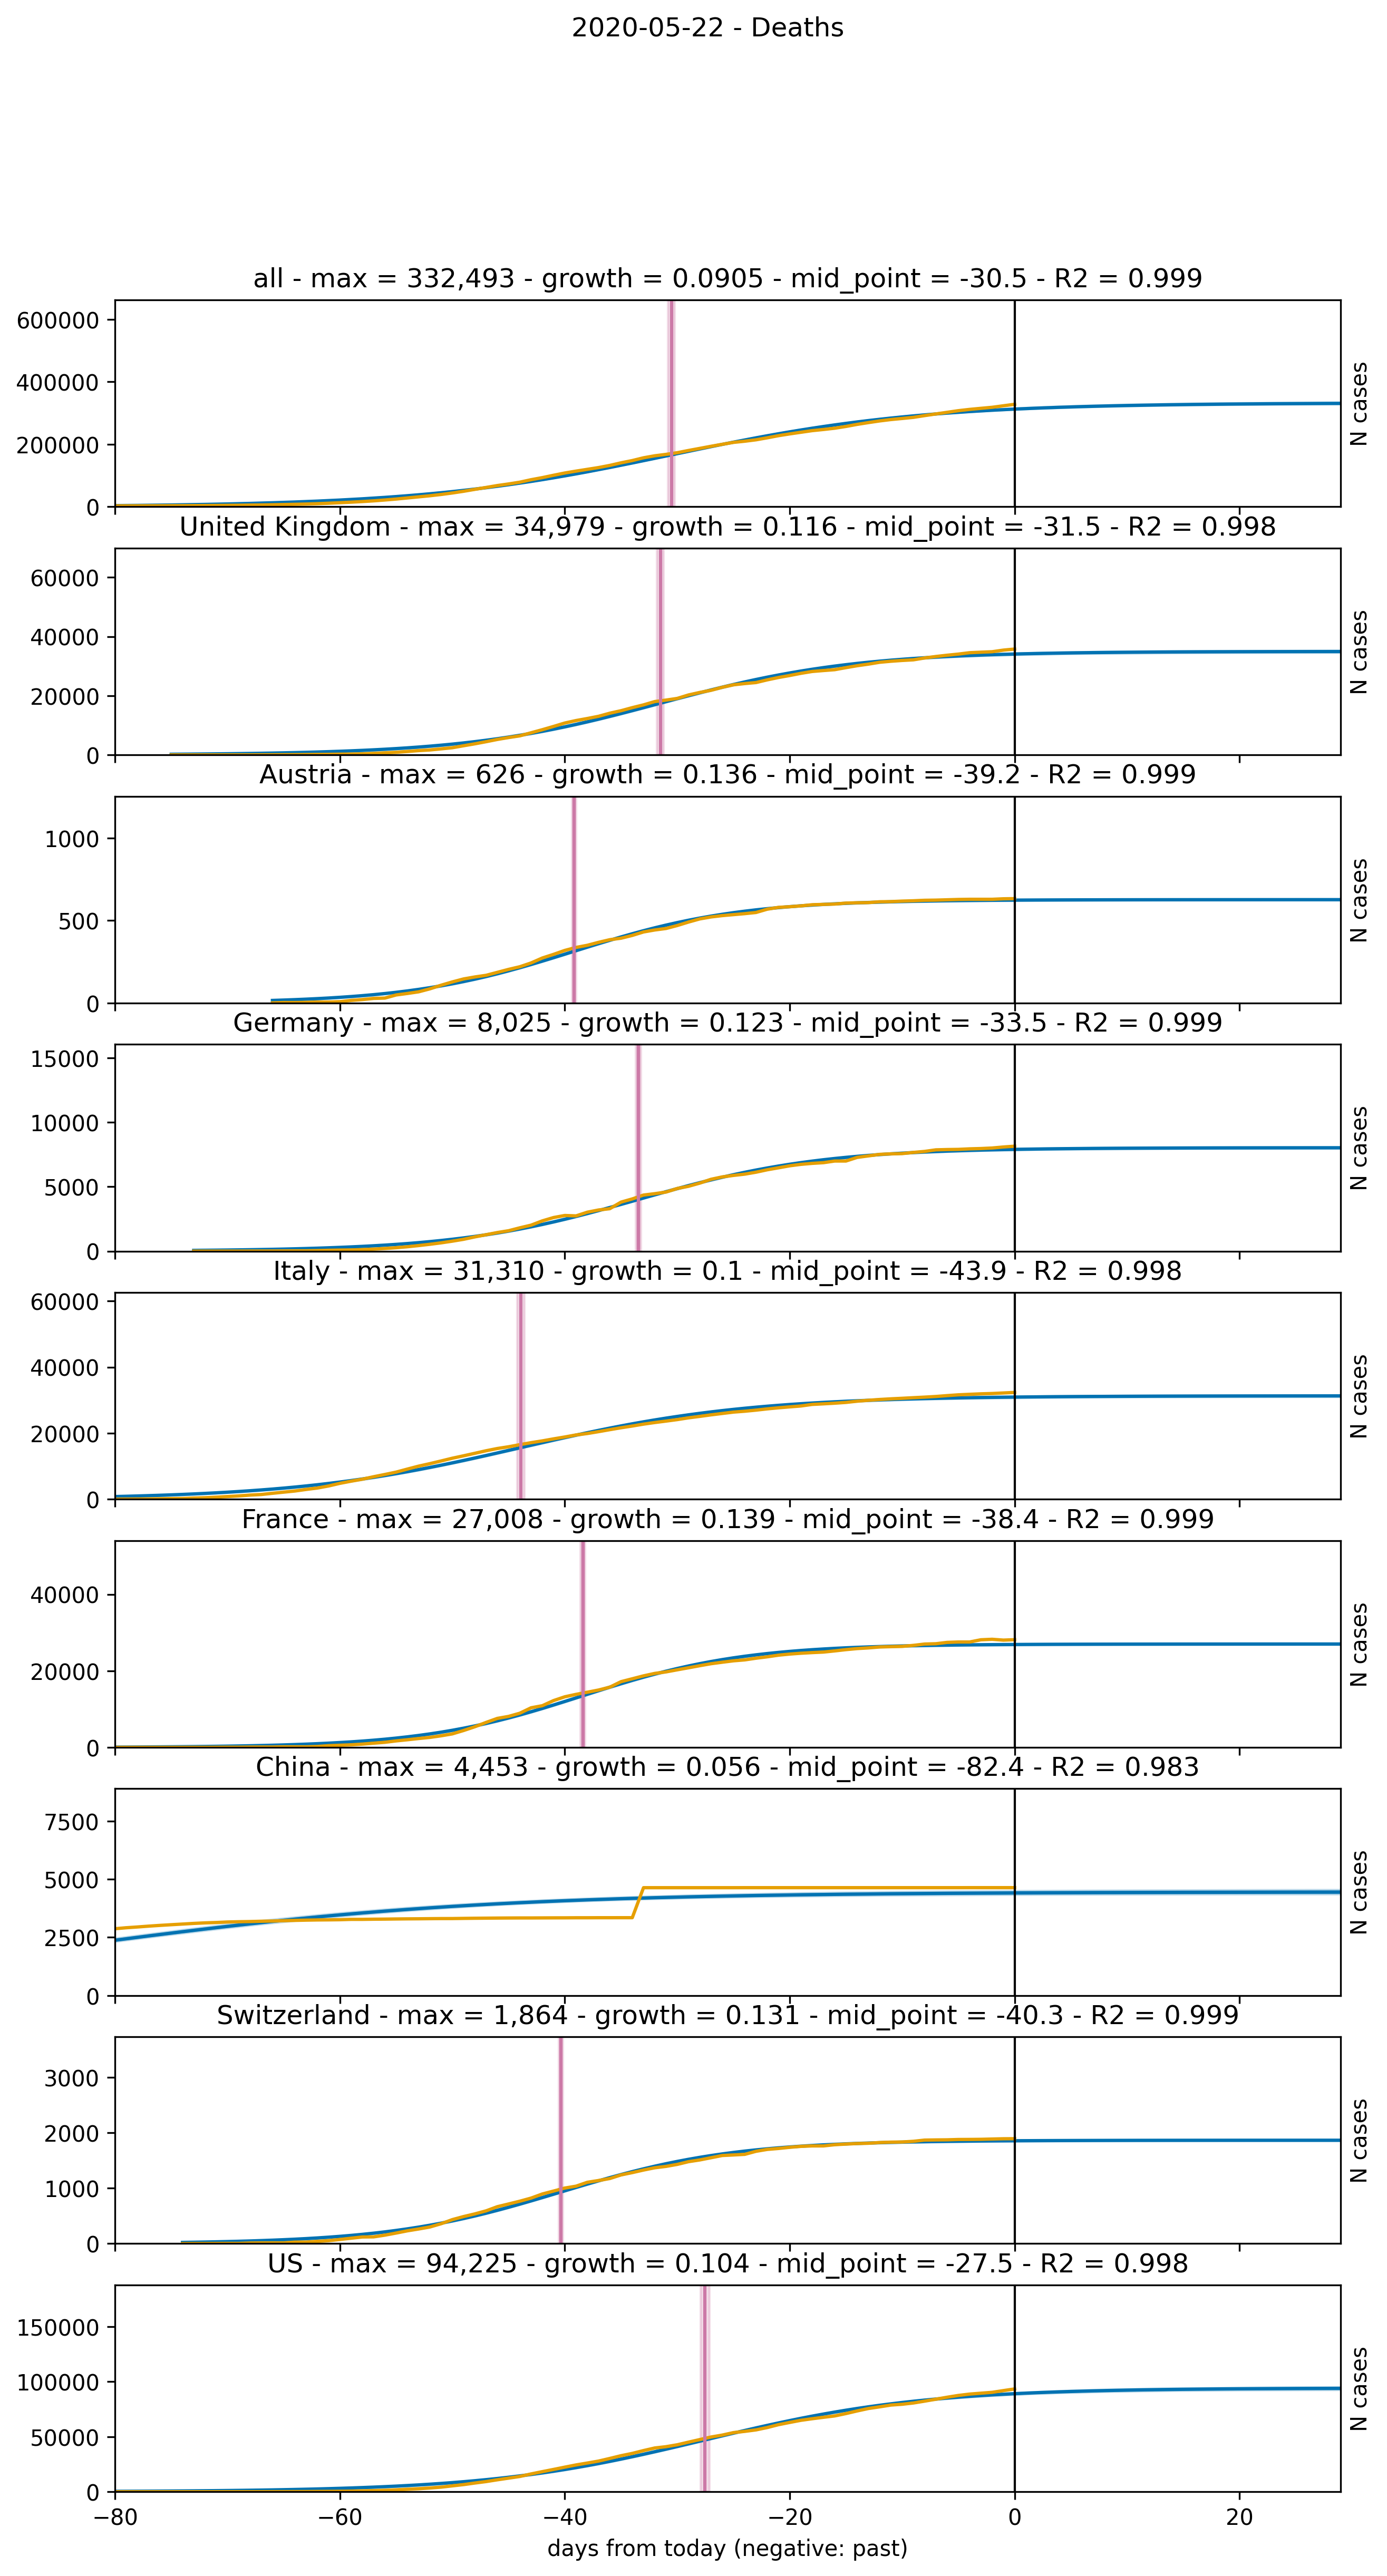 2020-05-22 - Deaths
all - max = 332,493 - growth = 0.0905 - mid_point = -30.5 - R2 = 0.999
600000
400000
200000
0
N cases
United Kingdom - max = 34,979 - growth = 0.116 - mid_point = -31.5 - R2 = 0.998
60000
40000
20000
0
N cases
Austria - max = 626 - growth = 0.136 - mid_point = -39.2 - R2 = 0.999
1000
500
0
N cases
Germany - max = 8,025 - growth = 0.123 - mid_point = -33.5 - R2 = 0.999
15000
10000
5000
0
N cases
Italy - max = 31,310 - growth = 0.1 - mid_point = -43.9 - R2 = 0.998
60000
40000
20000
0
N cases
France - max = 27,008 - growth = 0.139 - mid_point = -38.4 - R2 = 0.999
40000
20000
0
N cases
China - max = 4,453 - growth = 0.056 - mid_point = -82.4 - R2 = 0.983
7500
5000
2500
0
N cases
Switzerland - max = 1,864 - growth = 0.131 - mid_point = -40.3 - R2 = 0.999
3000
2000
1000
0
N cases
US - max = 94,225 - growth = 0.104 - mid_point = -27.5 - R2 = 0.998
150000
100000
50000
0
N cases
−80 −60 −40 −20 0 20
days from today (negative: past)